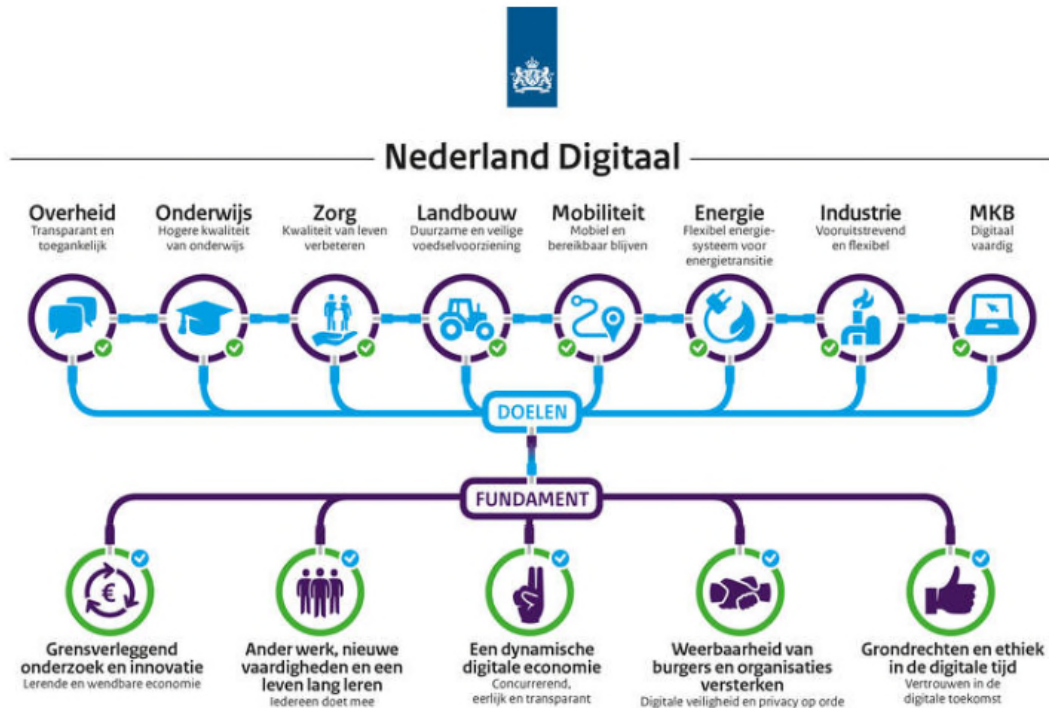 Nederland Digitaal
Overheid
Transparant en
toegankelijk
Onderwijs
Hogere kwaliteit
van onderwijs
Zorg
Kwaliteit van leven
verbeteren
Landbouw
Duurzame en veilige
voedselvoorziening
Mobiliteit
Mobiel en
bereikbaar blijven
Energie
Flexibel energie-
systeem voor
energietransitie
Industrie
Vooruitstrevend
en flexibel
MKB
Digitaal
vaardig
DOELEN
FUNDAMENT
€
Grensverleggend
onderzoek en innovatie
Lerende en wendbare economie
Ander werk, nieuwe
vaardigheden en een
leven lang leren
Iedereen doet mee
Een dynamische
digitale economie
Concurrerend,
eerlijk en transparant
Weerbaarheid van
burgers en organisaties
versterken
Digitale veiligheid en privacy op orde
Grondrechten en ethiek
in de digitale tijd
Vertrouwen in de
digitale toekomst